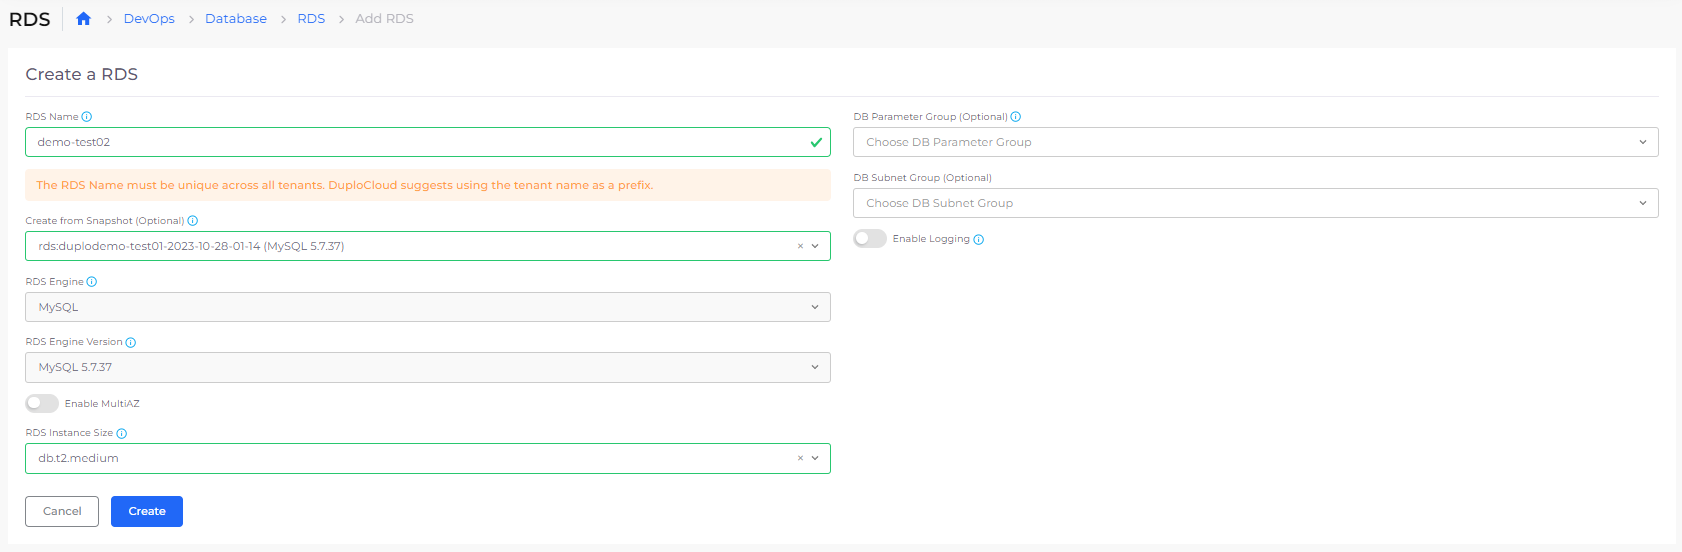 RDS
DevOps
Database
RDS
Add RDS
Create a RDS
RDS Name
demo-test02
The RDS Name must be unique across all tenants. DuploCloud suggests using the tenant name as a prefix.
Create from Snapshot (Optional)
rds:duplodemo-test01-2023-10-28-01-14 (MySQL 5.7.37)
RDS Engine
MySQL
RDS Engine Version
MySQL 5.7.37
Enable MultiAZ
RDS Instance Size
db.t2.medium
Cancel
Create
DB Parameter Group (Optional)
Choose DB Parameter Group
DB Subnet Group (Optional)
Choose DB Subnet Group
Enable Logging